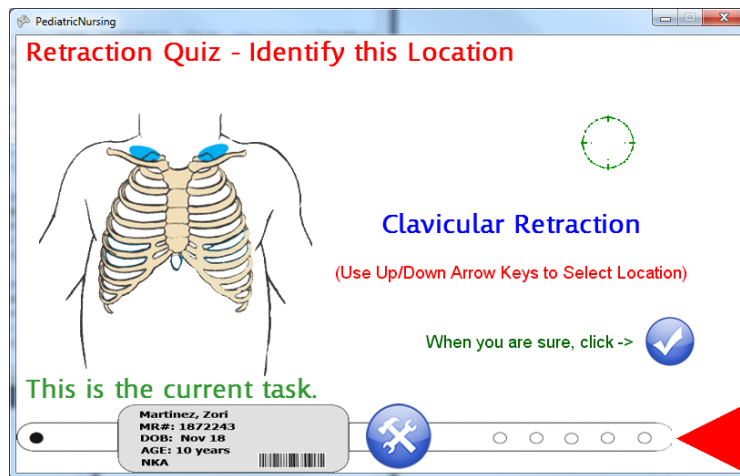 PediatricNursing
Retraction Quiz - Identify this Location
Clavicular Retraction
(Use Up/Down Arrow Keys to Select Location)
When you are sure, click ->
This is the current task.
Martinez, Zori
MR#: 1872243
DOB: Nov 18
AGE: 10 years
NKA